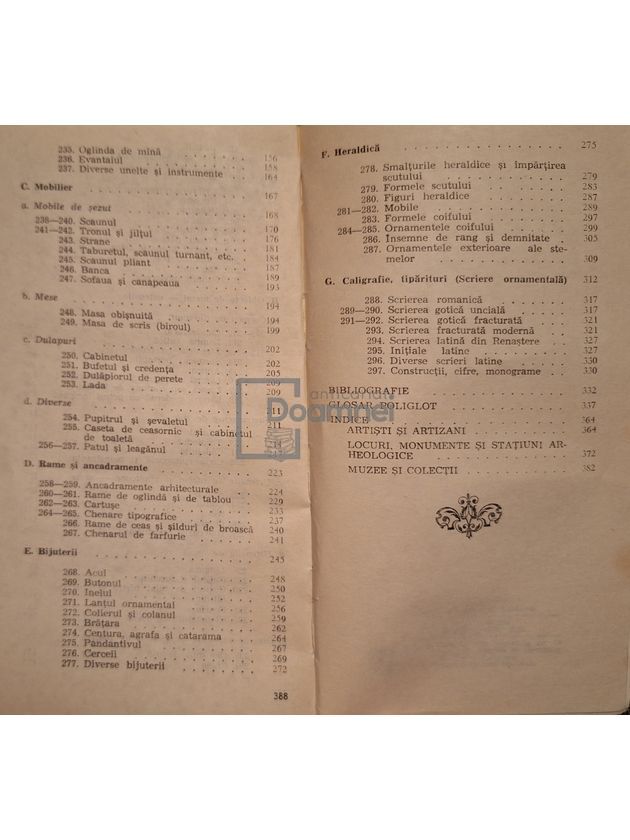 235. Oglinda de mînă
236. Evantaiul 156
237. Diverse unelte și instrumente 158
164
C. Mobilier 167
a. Mobile de șezut 168
238—240. Scaunul 170
241—242. Tronul și jilțul 176
243. Strane 181
244. Taburetul, scaunul turnant, etc. 184
245. Scaunul pliant 187
246. Banca 189
247. Sofaua și canapeaua 193
b. Mese 194
248. Masa obișnuită 194
249. Masa de scris (biroul) 199
c. Dulapuri 202
250. Cabinetul 202
251. Bufetul și credența 205
252. Dulăpiorul de perete 209
253. Lada 209
d. Diverse 211
254. Pupitrul și șevaletul 211
255. Caseta de ceasornic și cabinetul
de toaletă 214
256—257. Patul și leagănul
D. Rame și ancadramente 223
258—259. Ancadramente arhitecturale 224
260—261. Rame de oglindă și de tablou 229
262—263. Cartușe 233
264—265. Chenare tipografice 237
266. Rame de ceas și șilduri de broască 240
267. Chenarul de farfurie 241
E. Bijuterii 245
268. Acul 248
269. Butonul 250
270. Inelul 252
271. Lanțul ornamental 256
272. Colierul și colanul 259
273. Brățara 262
274. Centura, agrafa și catarama 264
275. Pandantivul 267
276. Cerceii 269
277. Diverse bijuterii 272
388
F. Heraldică 275
278. Smalțurile heraldice și împărțirea
scutului 279
279. Formele scutului 283
280. Figuri heraldice 287
281—282. Mobile 289
283. Formele coifului 297
284—285. Ornamentele coifului 299
286. Însemne de rang și demnitate 305
287. Ornamentele exterioare ale ste-
melor 309
G. Caligrafie, tipărituri (Scriere ornamentală) 312
288. Scrierea romanică 317
289—290. Scrierea gotică uncială 317
291—292. Scrierea gotică fracturată 321
293. Scrierea fracturată modernă 321
294. Scrierea latină din Renaștere 327
295. Inițiale latine 327
296. Diverse scrieri latine 330
297. Construcții, cifre, monograme 330
BIBLIOGRAFIE 332
GLOSAR POLIGLOT 337
INDICE 364
ARTIȘTI ȘI ARTIZANI 364
LOCURI, MONUMENTE ȘI STAȚIUNI AR-
HEOLOGICE 372
MUZEE ȘI COLECȚII 382
anticariat
Doamnei